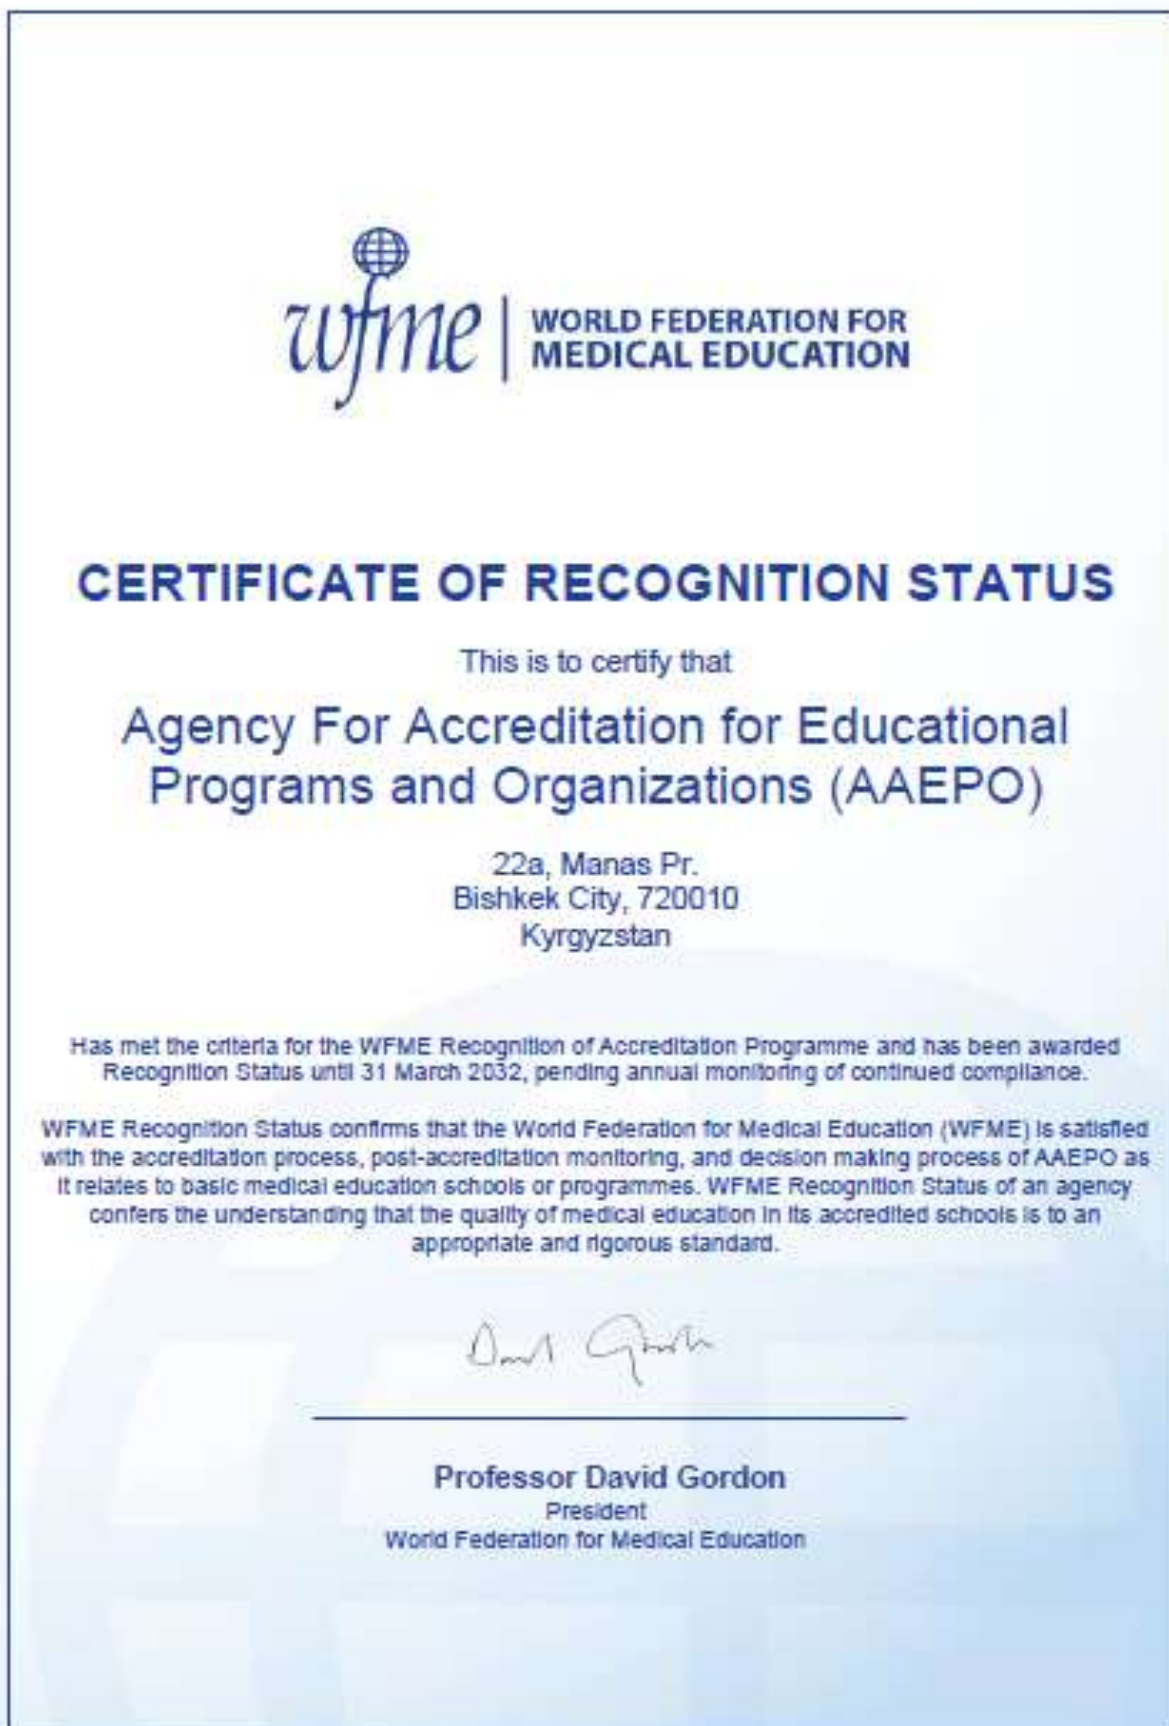 wfme
WORLD FEDERATION FOR
MEDICAL EDUCATION
CERTIFICATE OF RECOGNITION STATUS
This is to certify that
Agency For Accreditation for Educational
Programs and Organizations (AAEPO)
22a, Manas Pr.
Bishkek City, 720010
Kyrgyzstan
Has met the criteria for the WFME Recognition of Accreditation Programme and has been awarded
Recognition Status until 31 March 2032, pending annual monitoring of continued compliance.
WFME Recognition Status confirms that the World Federation for Medical Education (WFME) is satisfied
with the accreditation process, post-accreditation monitoring, and decision making process of AAEPO as
it relates to basic medical education schools or programmes. WFME Recognition Status of an agency
confers the understanding that the quality of medical education in its accredited schools is to an
appropriate and rigorous standard.
David Gordon
Professor David Gordon
President
World Federation for Medical Education